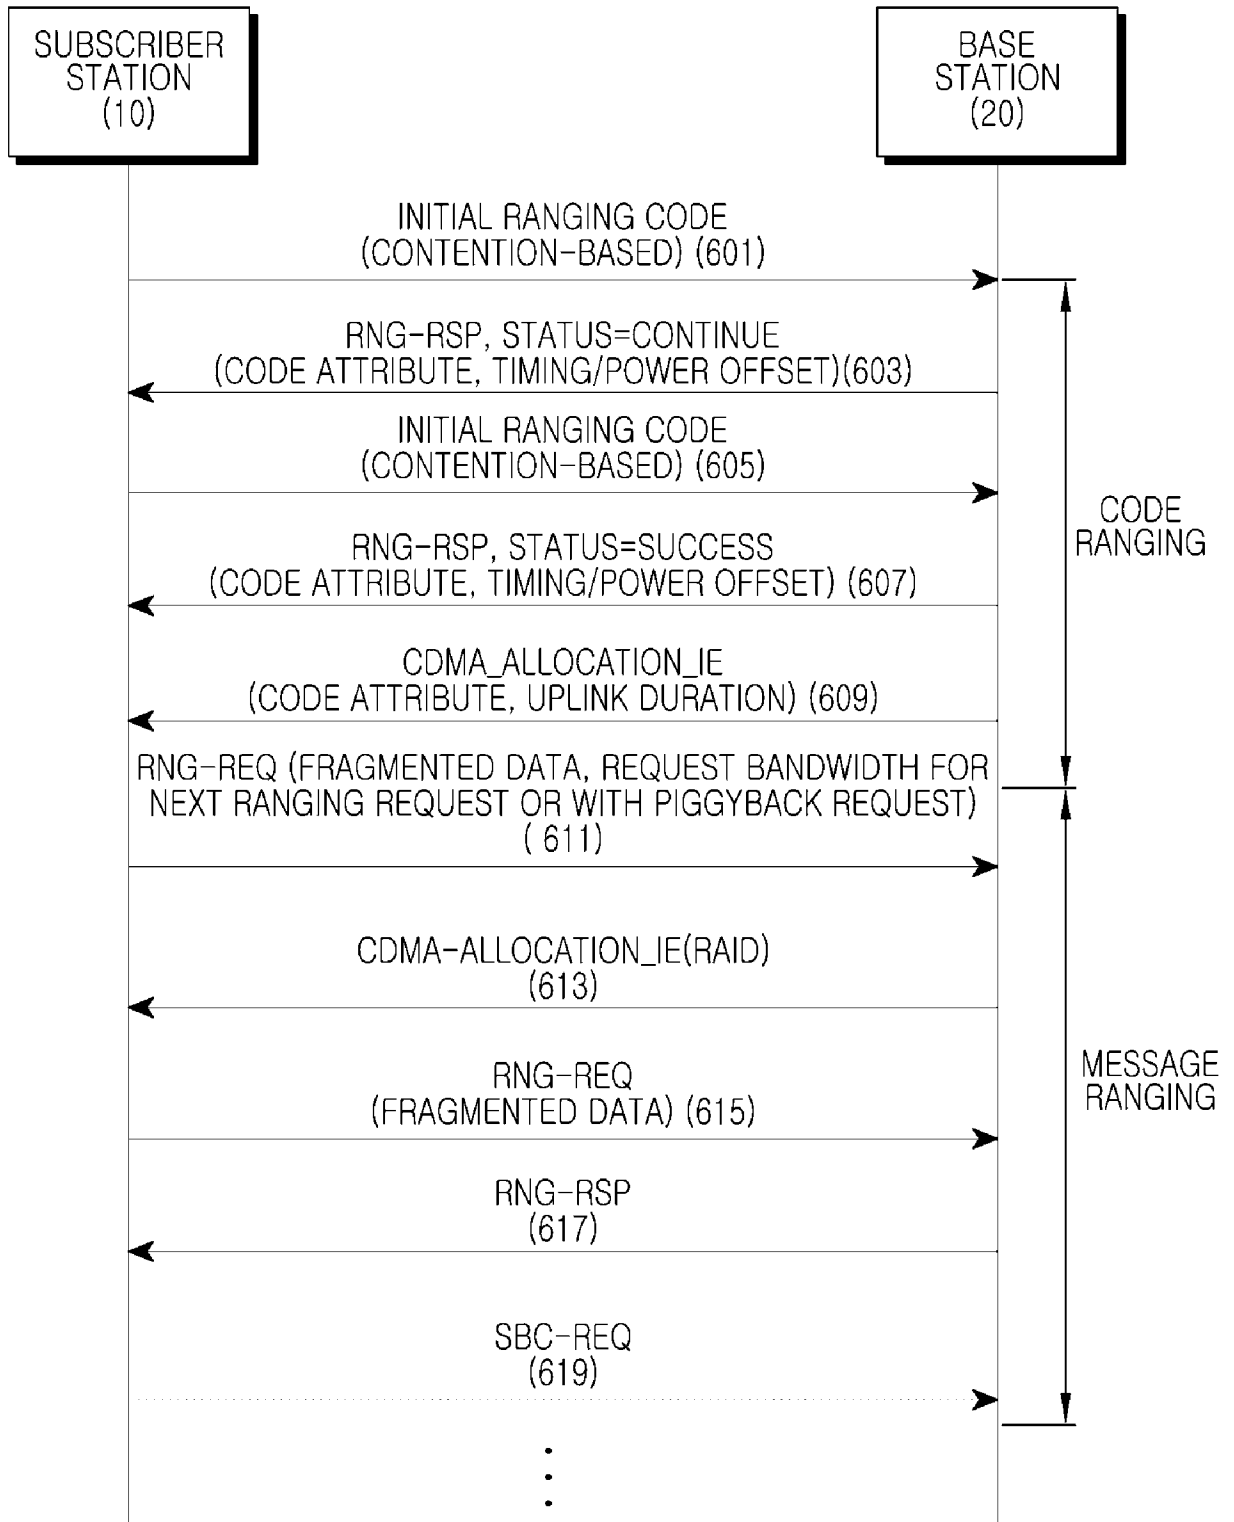 SUBSCRIBER
STATION
(10)
BASE
STATION
(20)
INITIAL RANGING CODE
(CONTENTION-BASED) (601)
RNG-RSP, STATUS=CONTINUE
(CODE ATTRIBUTE, TIMING/POWER OFFSET)(603)
INITIAL RANGING CODE
(CONTENTION-BASED) (605)
RNG-RSP, STATUS=SUCCESS
(CODE ATTRIBUTE, TIMING/POWER OFFSET) (607)
CODE
RANGING
CDMA_ALLOCATION_IE
(CODE ATTRIBUTE, UPLINK DURATION) (609)
RNG-REQ (FRAGMENTED DATA, REQUEST BANDWIDTH FOR
NEXT RANGING REQUEST OR WITH PIGGYBACK REQUEST)
( 611)
CDMA-ALLOCATION_IE(RAID)
(613)
RNG-REQ
(FRAGMENTED DATA) (615)
MESSAGE
RANGING
RNG-RSP
(617)
SBC-REQ
(619)